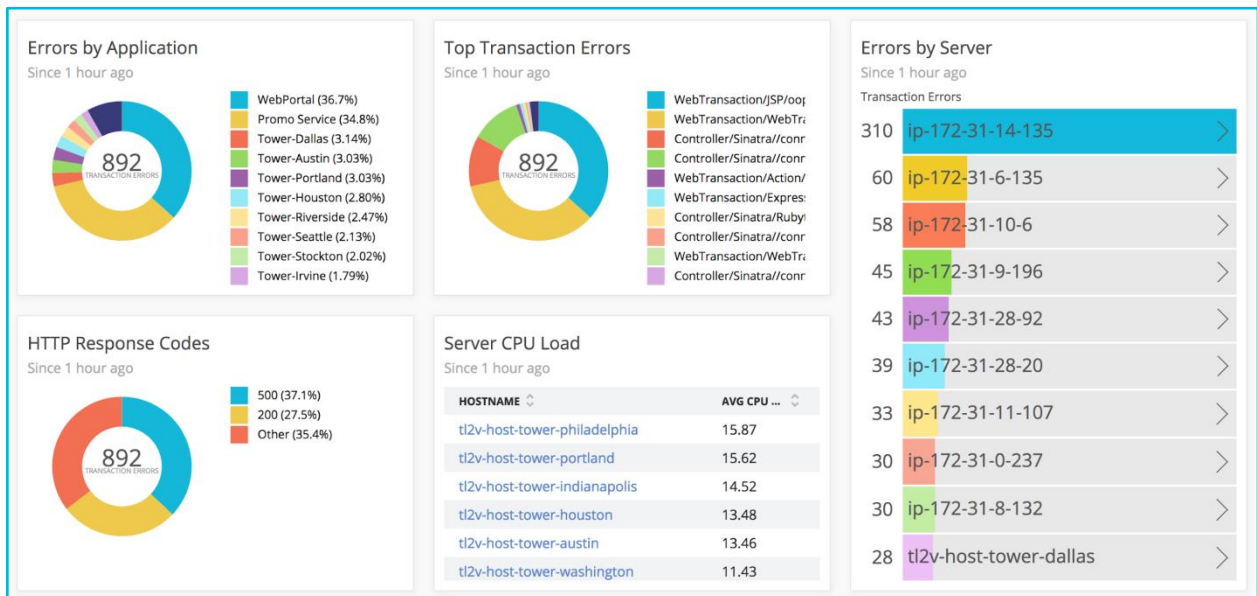 Errors by Application
Since 1 hour ago
892
TRANSACTION ERRORS
WebPortal (36.7%)
Promo Service (34.8%)
Tower-Dallas (3.14%)
Tower-Austin (3.03%)
Tower-Portland (3.03%)
Tower-Houston (2.80%)
Tower-Riverside (2.47%)
Tower-Seattle (2.13%)
Tower-Stockton (2.02%)
Tower-Irvine (1.79%)
Top Transaction Errors
Since 1 hour ago
892
TRANSACTION ERRORS
WebTransaction/JSP/oop
WebTransaction/WebTra
Controller/Sinatra//conr
Controller/Sinatra//conr
WebTransaction/Action/
WebTransaction/Expres
Controller/Sinatra/Ruby
Controller/Sinatra//conr
WebTransaction/WebTra
Controller/Sinatra//conr
Errors by Server
Since 1 hour ago
Transaction Errors
310 ip-172-31-14-135
60 ip-172-31-6-135
58 ip-172-31-10-6
45 ip-172-31-9-196
43 ip-172-31-28-92
39 ip-172-31-28-20
33 ip-172-31-11-107
30 ip-172-31-0-237
30 ip-172-31-8-132
28 tl2v-host-tower-dallas
HTTP Response Codes
Since 1 hour ago
892
TRANSACTION ERRORS
500 (37.1%)
200 (27.5%)
Other (35.4%)
Server CPU Load
Since 1 hour ago
HOSTNAME AVG CPU ...
tl2v-host-tower-philadelphia 15.87
tl2v-host-tower-portland 15.62
tl2v-host-tower-indianapolis 14.52
tl2v-host-tower-houston 13.48
tl2v-host-tower-austin 13.46
tl2v-host-tower-washington 11.43